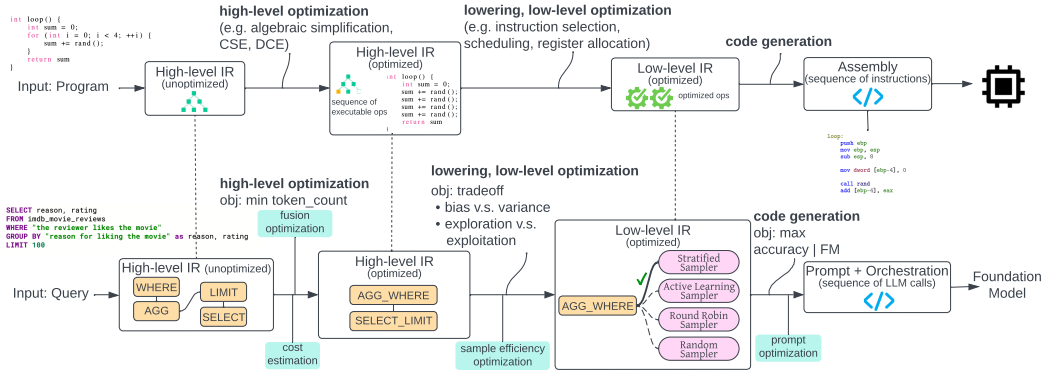 int loop() {
int sum = 0;
for (int i = 0; i < 4; ++i) {
sum += rand();
}
return sum
}
Input: Program
High-level IR
(unoptimized)
high-level optimization
(e.g. algebraic simplification,
CSE, DCE)
High-level IR
(optimized)
sequence of
executable ops
int loop() {
int sum = 0;
sum += rand();
sum += rand();
sum += rand();
sum += rand();
return sum
}
lowering, low-level optimization
(e.g. instruction selection,
scheduling, register allocation)
Low-level IR
(optimized)
optimized ops
code generation
Assembly
(sequence of instructions)
</>
loop:
push ebp
mov ebp, esp
sub esp, 8
mov dword [ebp-4], 0
call rand
add [ebp-4], eax
SELECT reason, rating
FROM imdb_movie_reviews
WHERE "the reviewer likes the movie"
GROUP BY "reason for liking the movie" as reason, rating
LIMIT 100
Input: Query
High-level IR (unoptimized)
WHERE
AGG
LIMIT
SELECT
high-level optimization
obj: min token_count
fusion
optimization
cost
estimation
High-level IR
(optimized)
AGG_WHERE
SELECT_LIMIT
lowering, low-level optimization
obj: tradeoff
• bias v.s. variance
• exploration v.s.
exploitation
sample efficiency
optimization
Low-level IR
(optimized)
AGG_WHERE
Stratified
Sampler
Active Learning
Sampler
Round Robin
Sampler
Random
Sampler
code generation
obj: max
accuracy | FM
prompt
optimization
Prompt + Orchestration
(sequence of LLM calls)
</>
Foundation
Model